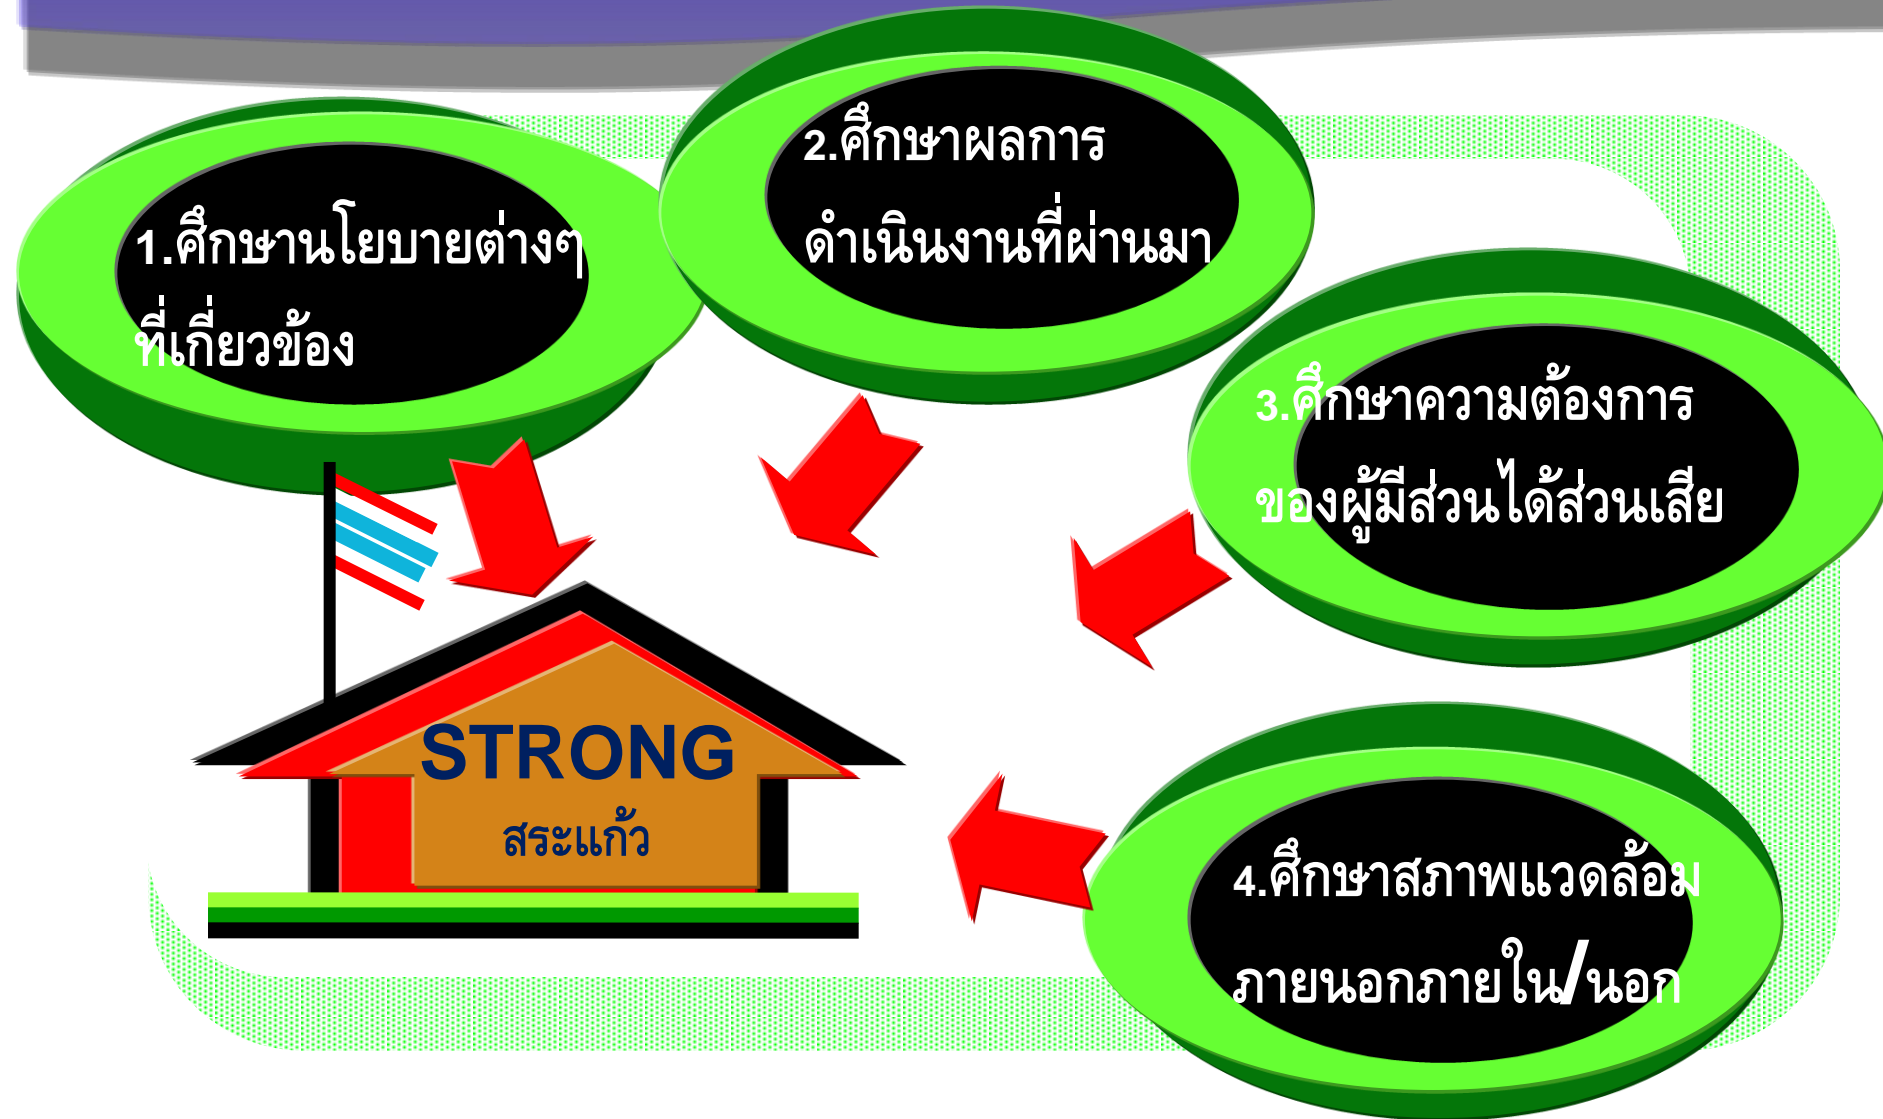 1.ศึกษานโยบายต่างๆ
ที่เกี่ยวข้อง
2.ศึกษาผลการ
ดำเนินงานที่ผ่านมา
3.ศึกษาความต้องการ
ของผู้มีส่วนได้ส่วนเสีย
4.ศึกษาสภาพแวดล้อม
ภายนอกภายใน/นอก
STRONG
สระแก้ว